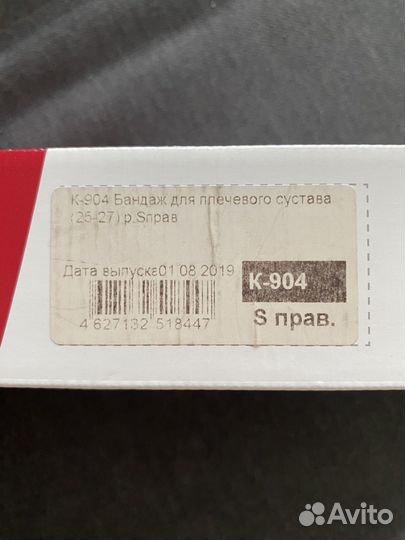 K-904 Бандаж для плечевого сустава
(25-27) р.Sправ
Дата выпуска01 08 2019
K-904
4 627132 518447
S прав.
Avito